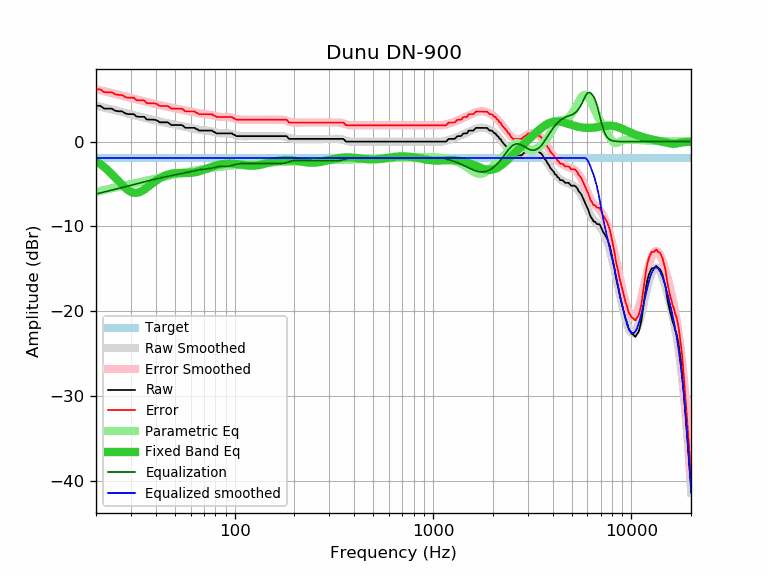 Dunu DN-900
Amplitude (dBr)
0
−10
−20
−30
−40
Target
Raw Smoothed
Error Smoothed
Raw
Error
Parametric Eq
Fixed Band Eq
Equalization
Equalized smoothed
100
1000
10000
Frequency (Hz)